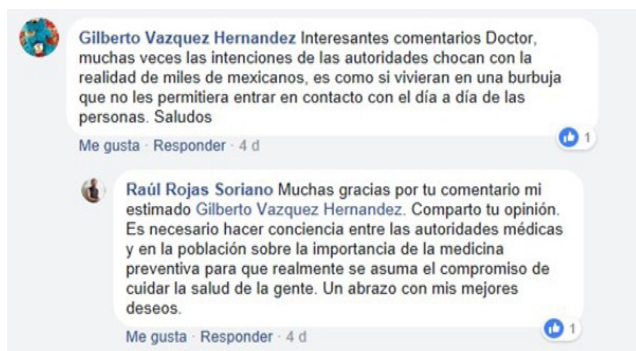 Gilberto Vazquez Hernandez Interesantes comentarios Doctor,
muchas veces las intenciones de las autoridades chocan con la
realidad de miles de mexicanos, es como si vivieran en una burbuja
que no les permitiera entrar en contacto con el día a día de las
personas. Saludos
1
Me gusta · Responder · 4 d
Raúl Rojas Soriano Muchas gracias por tu comentario mi
estimado Gilberto Vazquez Hernandez. Comparto tu opinión.
Es necesario hacer conciencia entre las autoridades médicas
y en la población sobre la importancia de la medicina
preventiva para que realmente se asuma el compromiso de
cuidar la salud de la gente. Un abrazo con mis mejores
deseos.
1
Me gusta · Responder · 4 d